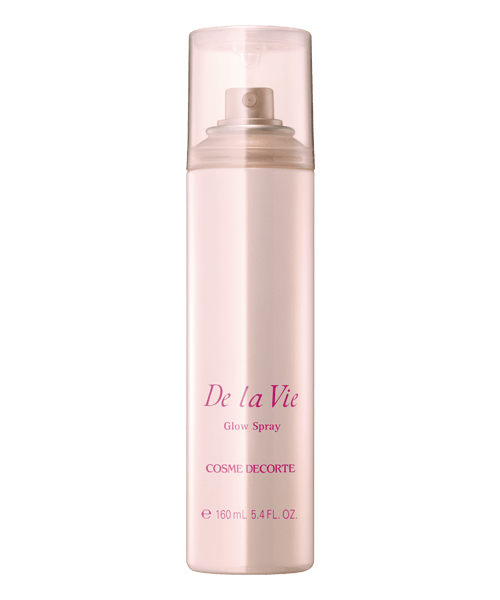 De la Vie
Glow Spray
COSME DECORTE
℮ 160 mL 5.4 FL. OZ.